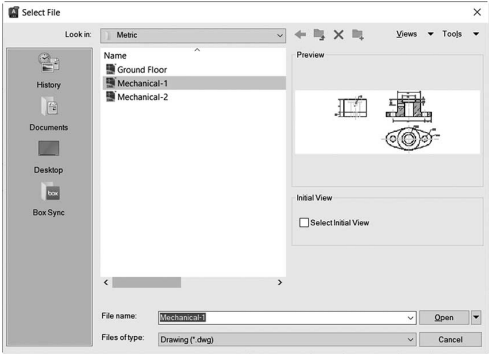 Select File
Look in:
Metric
Views
Tools
History
Documents
Desktop
box
Box Sync
Name
Ground Floor
Mechanical-1
Mechanical-2
Preview
Initial View
Select Initial View
File name:
Mechanical-1
Open
Files of type:
Drawing (*.dwg)
Cancel